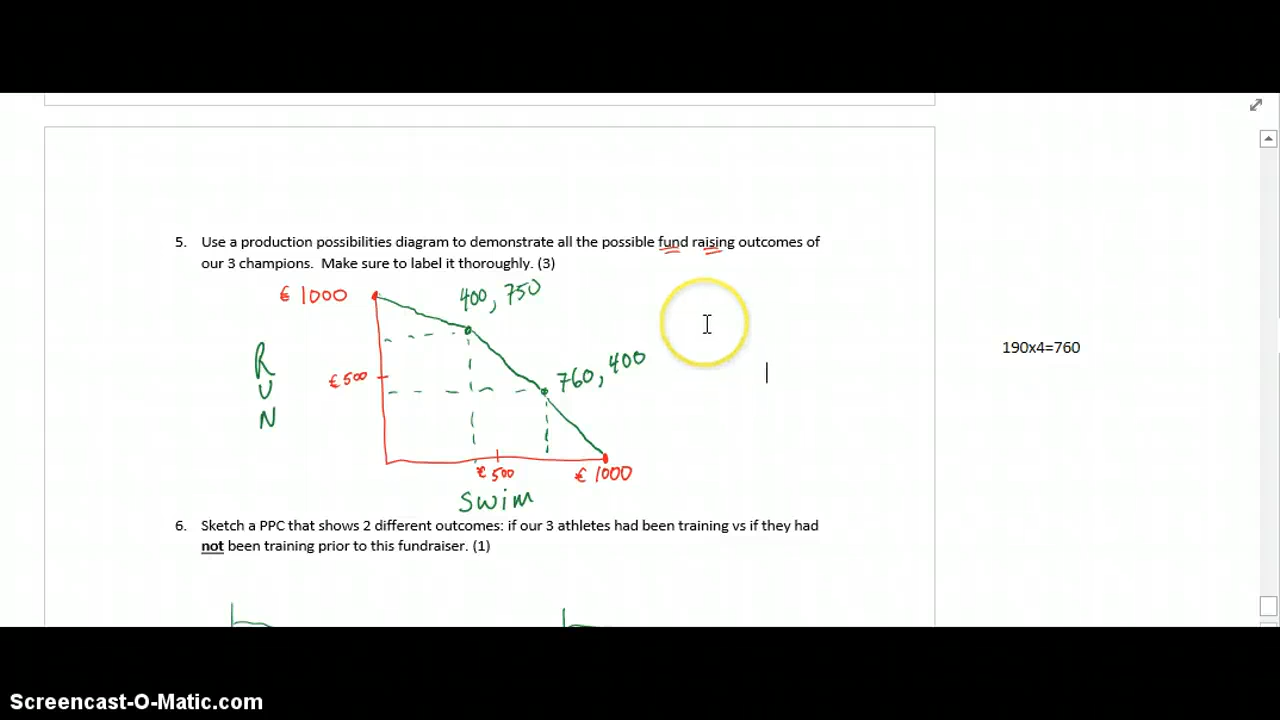 5. Use a production possibilities diagram to demonstrate all the possible fund raising outcomes of
our 3 champions. Make sure to label it thoroughly. (3)
€ 1000
400, 750
190x4=760
760, 400
€500
R
U
N
€ 500
€ 1000
Swim
6. Sketch a PPC that shows 2 different outcomes: if our 3 athletes had been training vs if they had
not been training prior to this fundraiser. (1)
Screencast-O-Matic.com